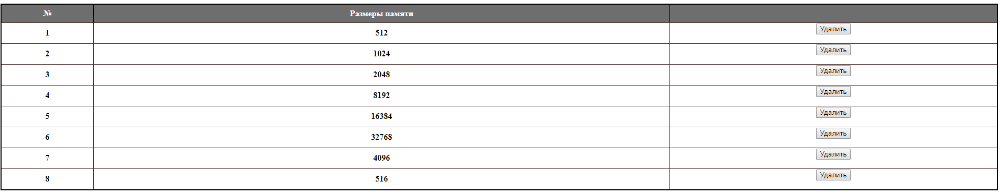 № Размеры памяти
1 512 Удалить
2 1024 Удалить
3 2048 Удалить
4 8192 Удалить
5 16384 Удалить
6 32768 Удалить
7 4096 Удалить
8 516 Удалить